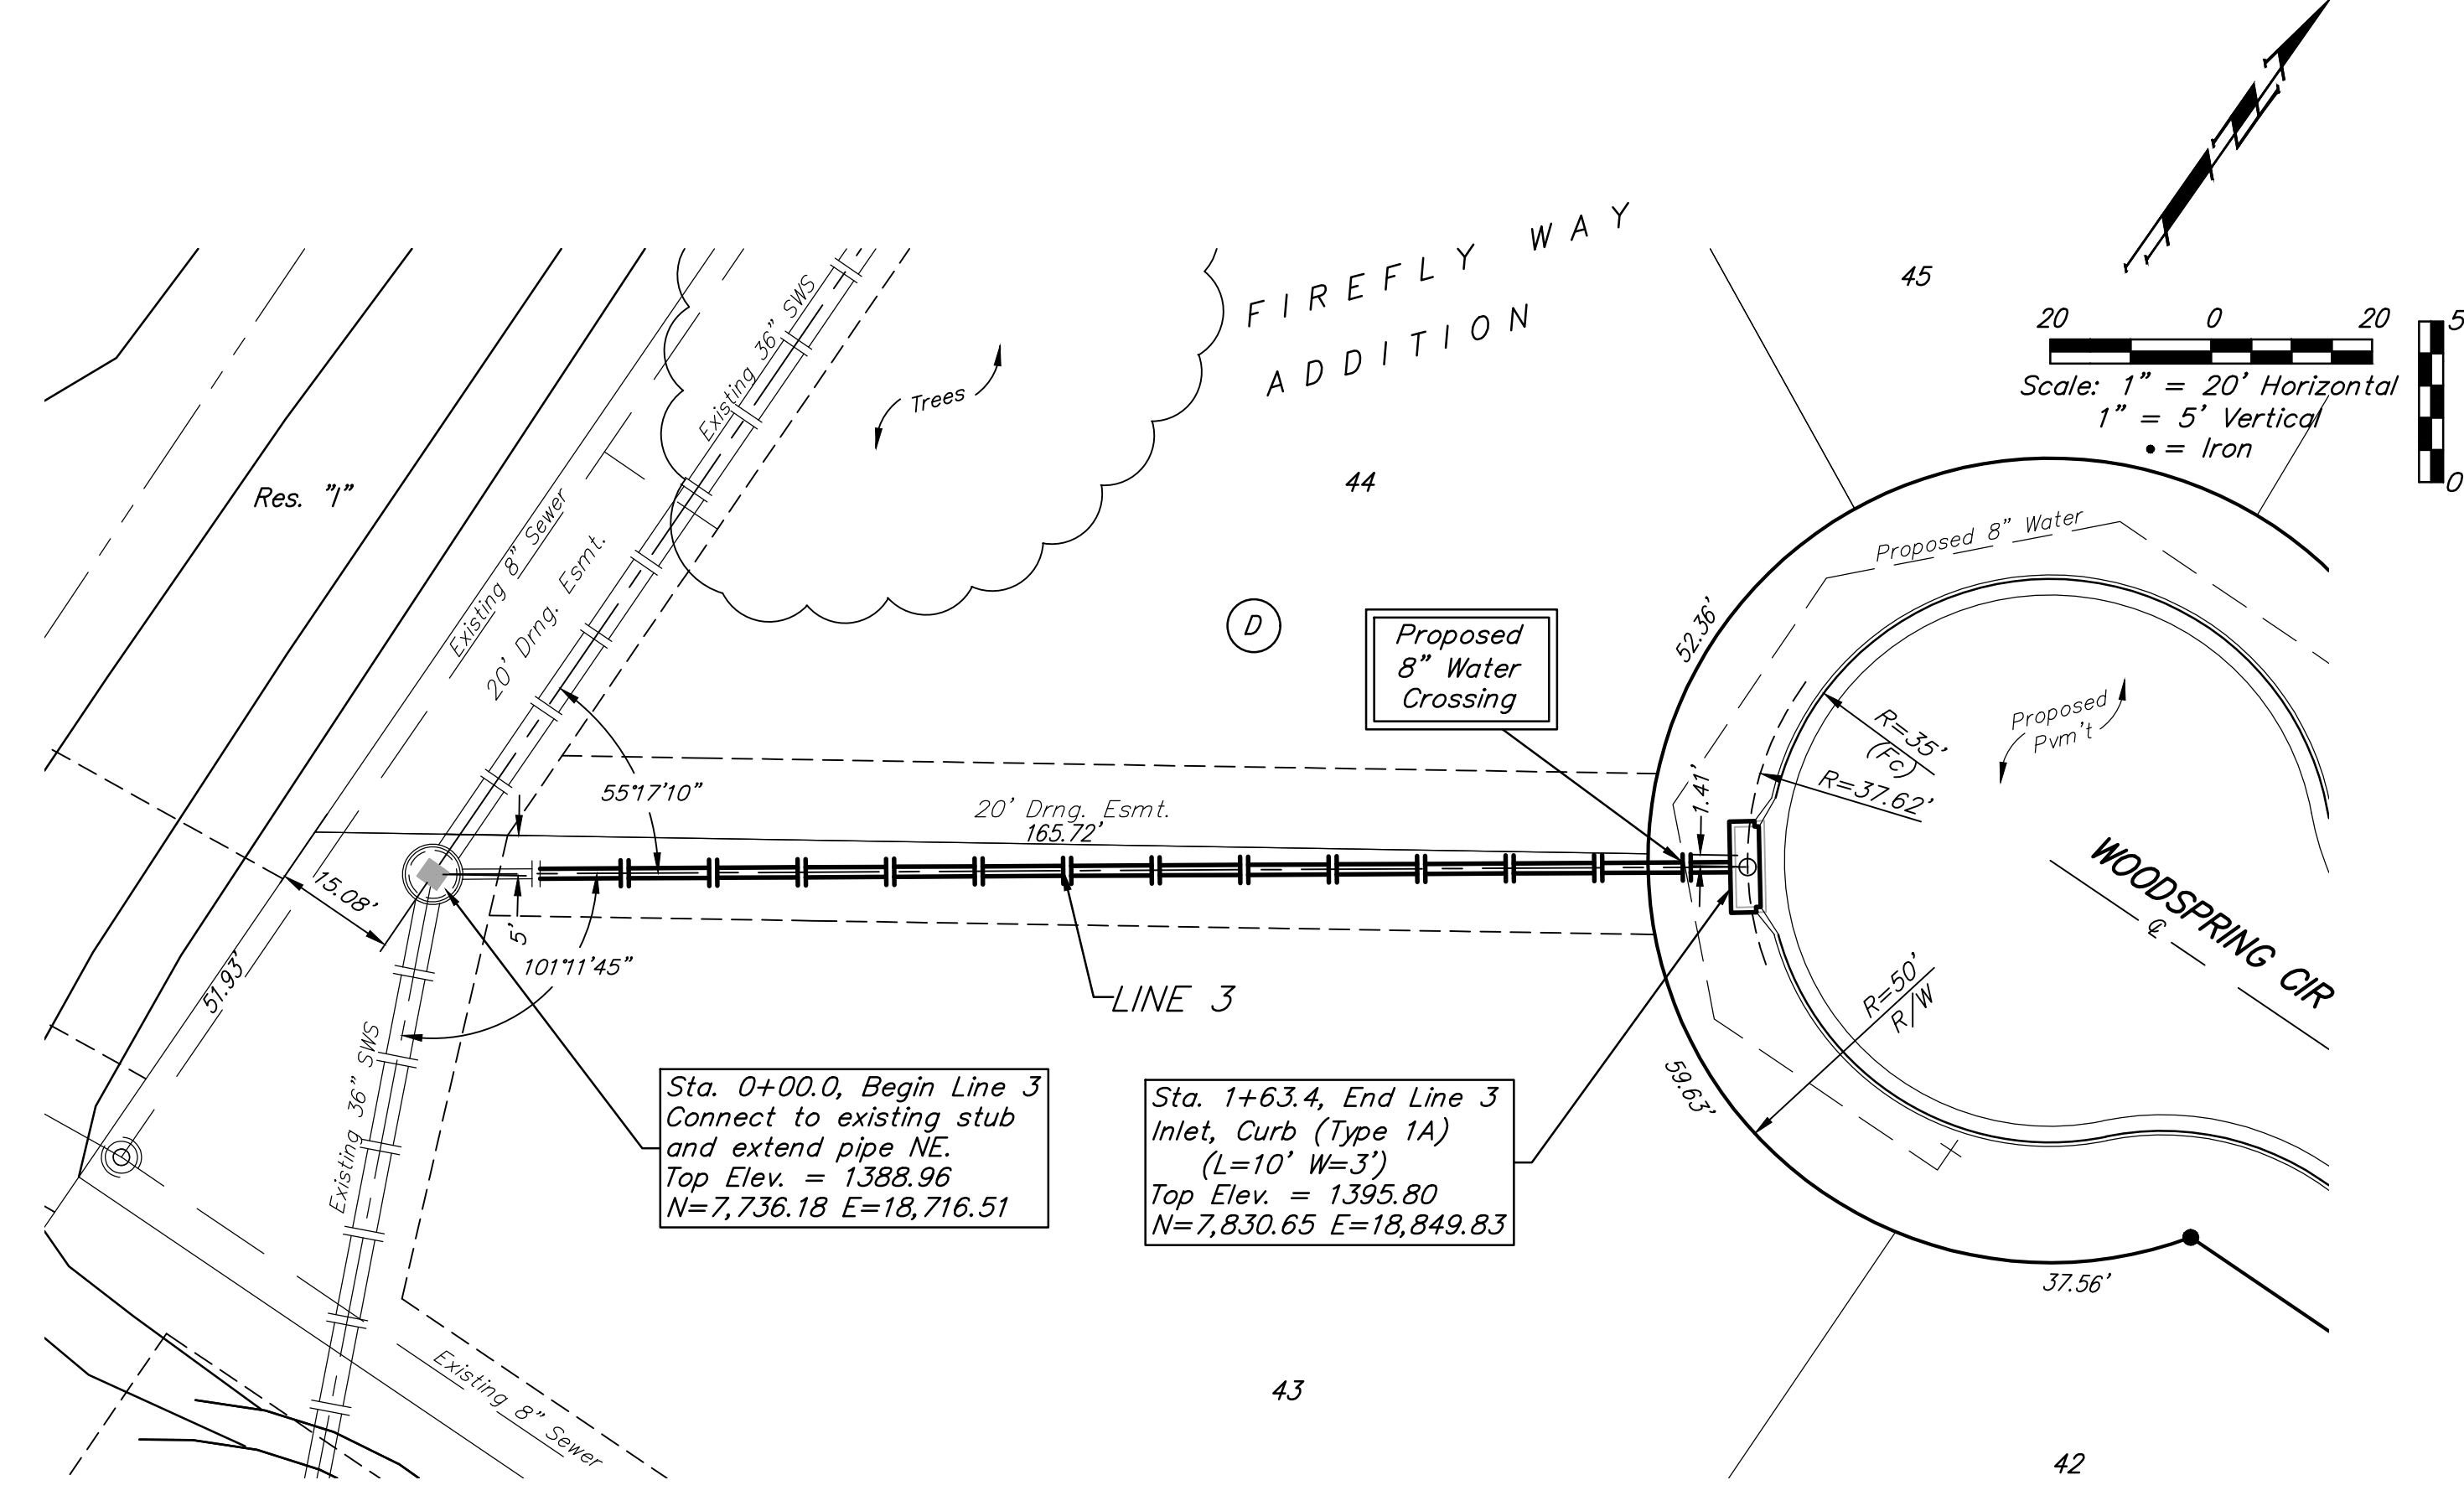 FIREFLY WAY
ADDITION
45
20 0 20
Scale: 1" = 20' Horizontal
1" = 5' Vertical
• = Iron
5
0
Res. "I"
Existing 8" Sewer
20' Drng. Esmt.
Existing 36" SWS
Trees
44
D
Proposed
8" Water
Crossing
Proposed 8" Water
52.36'
R=35'
(Fc)
R=37.62'
Proposed
Pvm't
1.41'
55°17'10"
20' Drng. Esmt.
165.72'
15.08'
5'
101°11'45"
51.93'
LINE 3
WOODSPRING CIR
℄
R=50'
R/W
59.63'
37.56'
Existing 36" SWS
Sta. 0+00.0, Begin Line 3
Connect to existing stub
and extend pipe NE.
Top Elev. = 1388.96
N=7,736.18 E=18,716.51
Sta. 1+63.4, End Line 3
Inlet, Curb (Type 1A)
(L=10' W=3')
Top Elev. = 1395.80
N=7,830.65 E=18,849.83
Existing 8" Sewer
43
42